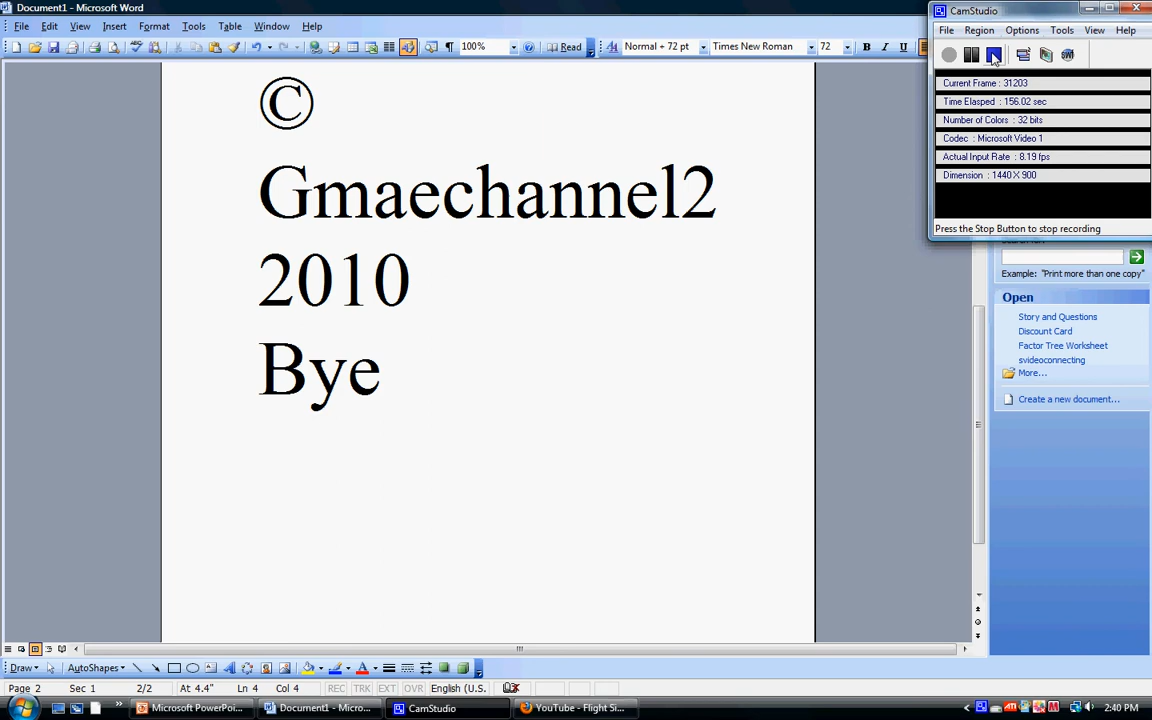 Document1 - Microsoft Word
File Edit View Insert Format Tools Table Window Help
100% Read Normal + 72 pt Times New Roman 72 B I U
©
Gmaechannel2
2010
Bye
CamStudio
File Region Options Tools View Help
Current Frame : 31203
Time Elasped : 156.02 sec
Number of Colors : 32 bits
Codec : Microsoft Video 1
Actual Input Rate : 8.19 fps
Dimension : 1440 X 900
Press the Stop Button to stop recording
Example: "Print more than one copy"
Open
Story and Questions
Discount Card
Factor Tree Worksheet
svideoconnecting
More...
Create a new document...
Draw AutoShapes
Page 2 Sec 1 2/2 At 4.4" Ln 4 Col 4 REC TRK EXT OVR English (U.S.
Microsoft PowerPoi... Document1 - Micro... CamStudio YouTube - Flight Si... 2:40 PM